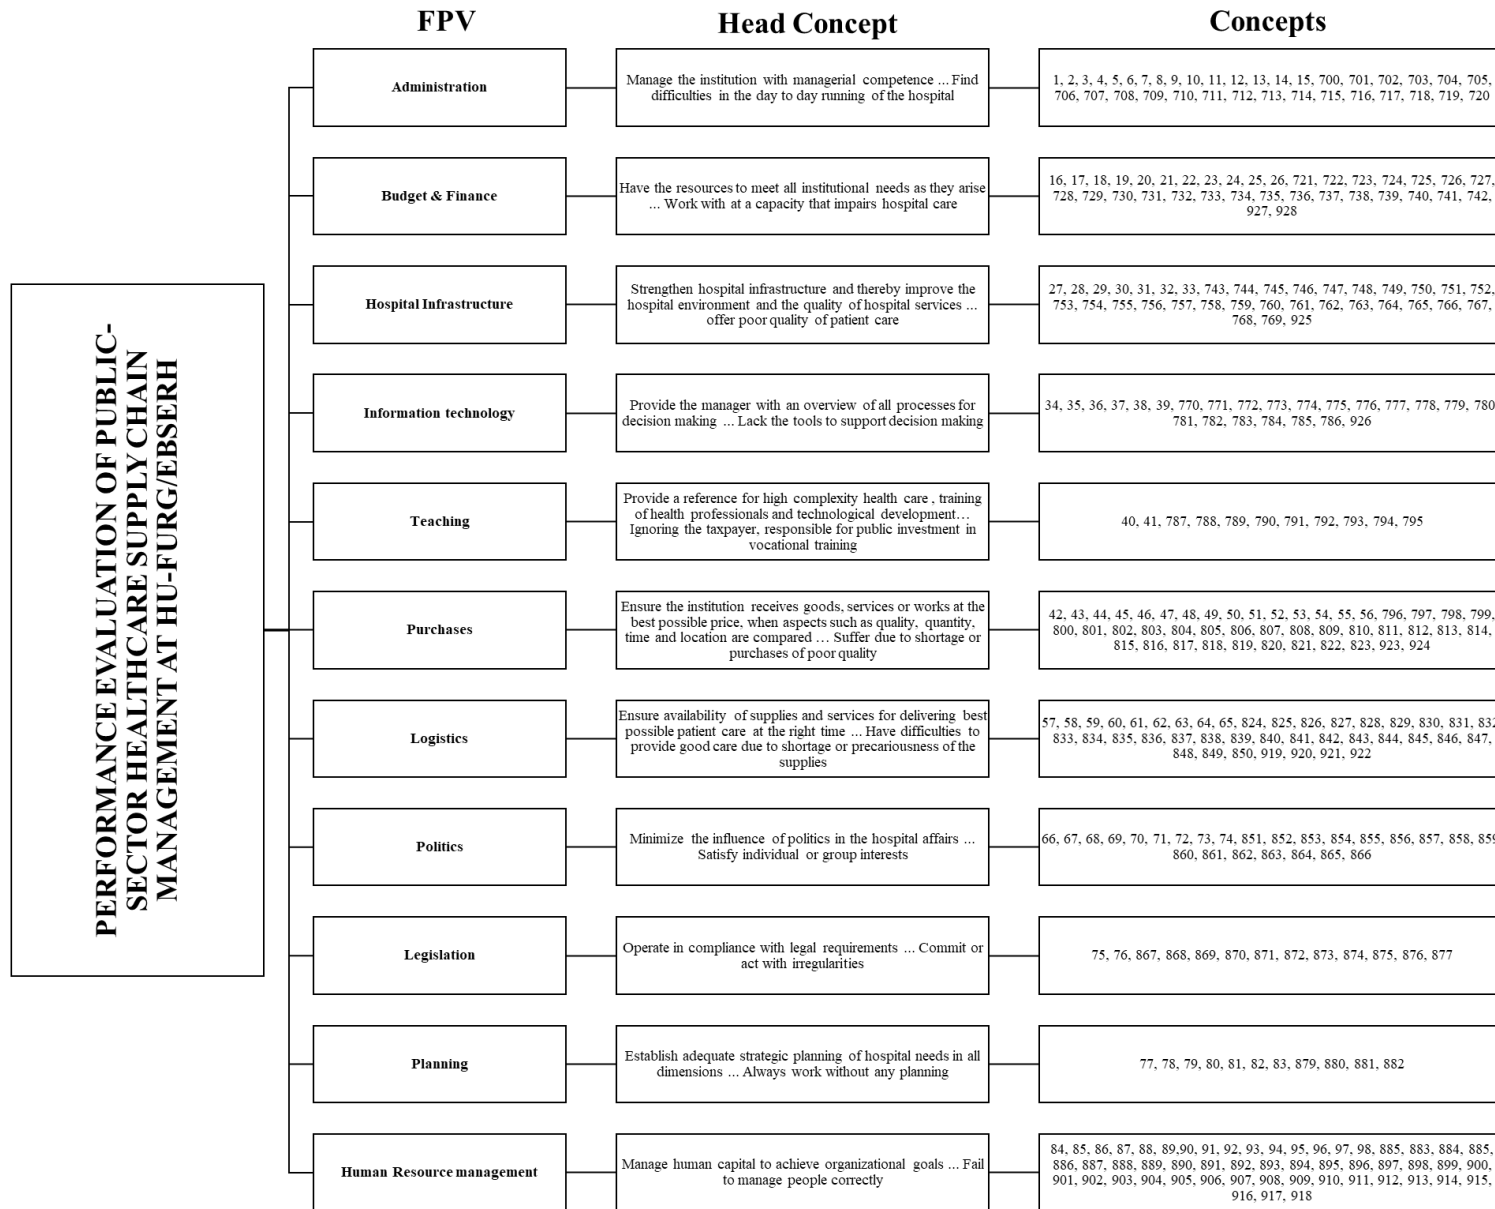 FPV
Head Concept
Concepts
PERFORMANCE EVALUATION OF PUBLIC-
SECTOR HEALTHCARE SUPPLY CHAIN
MANAGEMENT AT HU-FURG/EBSERH
Administration
Manage the institution with managerial competence ... Find
difficulties in the day to day running of the hospital
1, 2, 3, 4, 5, 6, 7, 8, 9, 10, 11, 12, 13, 14, 15, 700, 701, 702, 703, 704, 705,
706, 707, 708, 709, 710, 711, 712, 713, 714, 715, 716, 717, 718, 719, 720
Budget & Finance
Have the resources to meet all institutional needs as they arise
... Work with at a capacity that impairs hospital care
16, 17, 18, 19, 20, 21, 22, 23, 24, 25, 26, 721, 722, 723, 724, 725, 726, 727,
728, 729, 730, 731, 732, 733, 734, 735, 736, 737, 738, 739, 740, 741, 742,
927, 928
Hospital Infrastructure
Strengthen hospital infrastructure and thereby improve the
hospital environment and the quality of hospital services ...
offer poor quality of patient care
27, 28, 29, 30, 31, 32, 33, 743, 744, 745, 746, 747, 748, 749, 750, 751, 752,
753, 754, 755, 756, 757, 758, 759, 760, 761, 762, 763, 764, 765, 766, 767,
768, 769, 925
Information technology
Provide the manager with an overview of all processes for
decision making ... Lack the tools to support decision making
34, 35, 36, 37, 38, 39, 770, 771, 772, 773, 774, 775, 776, 777, 778, 779, 780,
781, 782, 783, 784, 785, 786, 926
Teaching
Provide a reference for high complexity health care , training
of health professionals and technological development…
Ignoring the taxpayer, responsible for public investment in
vocational training
40, 41, 787, 788, 789, 790, 791, 792, 793, 794, 795
Purchases
Ensure the institution receives goods, services or works at the
best possible price, when aspects such as quality, quantity,
time and location are compared ... Suffer due to shortage or
purchases of poor quality
42, 43, 44, 45, 46, 47, 48, 49, 50, 51, 52, 53, 54, 55, 56, 796, 797, 798, 799,
800, 801, 802, 803, 804, 805, 806, 807, 808, 809, 810, 811, 812, 813, 814,
815, 816, 817, 818, 819, 820, 821, 822, 823, 923, 924
Logistics
Ensure availability of supplies and services for delivering best
possible patient care at the right time ... Have difficulties to
provide good care due to shortage or precariousness of the
supplies
57, 58, 59, 60, 61, 62, 63, 64, 65, 824, 825, 826, 827, 828, 829, 830, 831, 832
833, 834, 835, 836, 837, 838, 839, 840, 841, 842, 843, 844, 845, 846, 847,
848, 849, 850, 919, 920, 921, 922
Politics
Minimize the influence of politics in the hospital affairs ...
Satisfy individual or group interests
66, 67, 68, 69, 70, 71, 72, 73, 74, 851, 852, 853, 854, 855, 856, 857, 858, 859
860, 861, 862, 863, 864, 865, 866
Legislation
Operate in compliance with legal requirements ... Commit or
act with irregularities
75, 76, 867, 868, 869, 870, 871, 872, 873, 874, 875, 876, 877
Planning
Establish adequate strategic planning of hospital needs in all
dimensions ... Always work without any planning
77, 78, 79, 80, 81, 82, 83, 879, 880, 881, 882
Human Resource management
Manage human capital to achieve organizational goals ... Fail
to manage people correctly
84, 85, 86, 87, 88, 89,90, 91, 92, 93, 94, 95, 96, 97, 98, 885, 883, 884, 885,
886, 887, 888, 889, 890, 891, 892, 893, 894, 895, 896, 897, 898, 899, 900,
901, 902, 903, 904, 905, 906, 907, 908, 909, 910, 911, 912, 913, 914, 915,
916, 917, 918